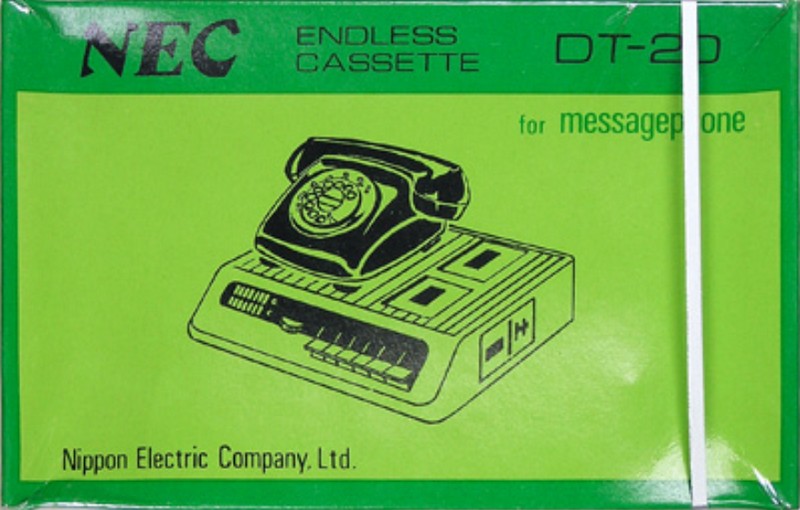 NEC
ENDLESS
CASSETTE
DT-20
for messagephone
Nippon Electric Company, Ltd.